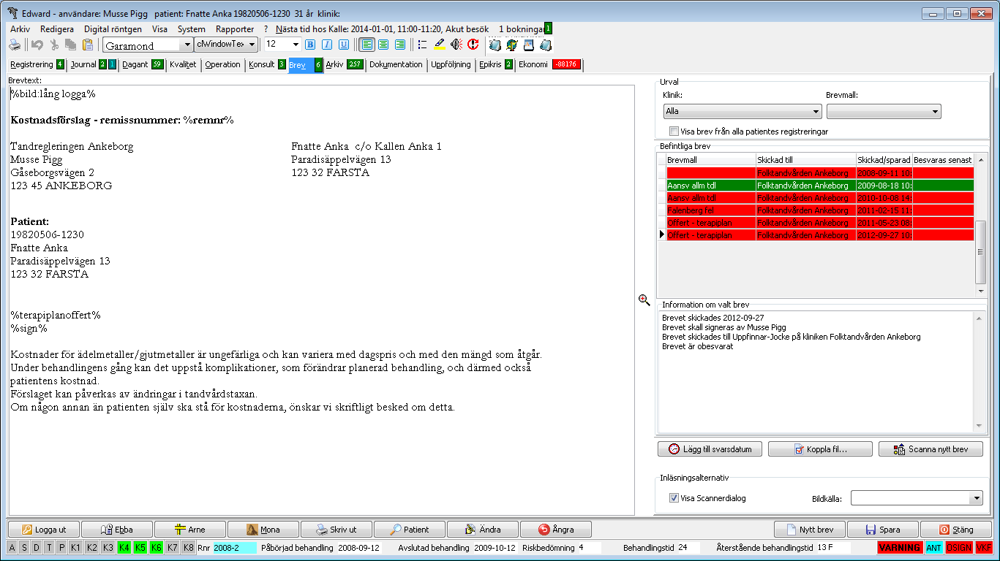 Edward - användare: Musse Pigg   patient: Fnatte Anka 19820506-1230  31 år  klinik:
Arkiv Redigera Digital röntgen Visa System Rapporter ? Nästa tid hos Kalle: 2014-01-01, 11:00-11:20, Akut besök 1 bokningar 1
Garamond clWindowTex 12 B I U
Registrering 4 Journal 2 1 Dagant 59 Kvalitet Operation Konsult 3 Brev 6 Arkiv 257 Dokumentation Uppföljning Epikris 2 Ekonomi -88176
Brevtext:
%bild:lång logga%
Kostnadsförslag - remissnummer: %remnr%
Tandregleringen Ankeborg Fnatte Anka  c/o Kallen Anka 1
Musse Pigg Paradisäppelvägen 13
Gåseborgsvägen 2 123 32 FARSTA
123 45 ANKEBORG
Patient:
19820506-1230
Fnatte Anka
Paradisäppelvägen 13
123 32 FARSTA
%terapiplanoffert%
%sign%
Kostnader för ädelmetaller/gjutmetaller är ungefärliga och kan variera med dagspris och med den mängd som åtgår.
Under behandlingens gång kan det uppstå komplikationer, som förändrar planerad behandling, och därmed också
patientens kostnad.
Förslaget kan påverkas av ändringar i tandvårdstaxan.
Om någon annan än patienten själv ska stå för kostnaderna, önskar vi skriftligt besked om detta.
Urval
Klinik: Brevmall:
Alla
Visa brev från alla patientes registreringar
Befintliga brev
Brevmall Skickad till Skickad/sparad Besvaras senast
Folktandvården Ankeborg 2008-09-11 10:
Aansv allm tdl Folktandvården Ankeborg 2009-08-18 10:
Aansv allm tdl Folktandvården Ankeborg 2010-10-08 14:
Falenberg fel Folktandvården Ankeborg 2011-02-15 11:
Offert - terapiplan Folktandvården Ankeborg 2011-05-23 08:
Offert - terapiplan Folktandvården Ankeborg 2012-09-27 10:
Information om valt brev
Brevet skickades 2012-09-27
Brevet skall signeras av Musse Pigg
Brevet skickades till Uppfinnar-Jocke på kliniken Folktandvården Ankeborg
Brevet är obesvarat
Lägg till svarsdatum Koppla fil... Scanna nytt brev
Inläsningsalternativ
Visa Scannerdialog Bildkälla:
Logga ut Ebba Arne Mona Skriv ut Patient Ändra Ångra Nytt brev Spara Stäng
A S D T P K1 K2 K3 K4 K5 K6 K7 K8 Rnr 2008-2 Påbörjad behandling 2008-09-12 Avslutad behandling 2009-10-12 Riskbedömning 4 Behandlingstid 24 Återstående behandlingstid 13 F VARNING ANT OSIGN VKF